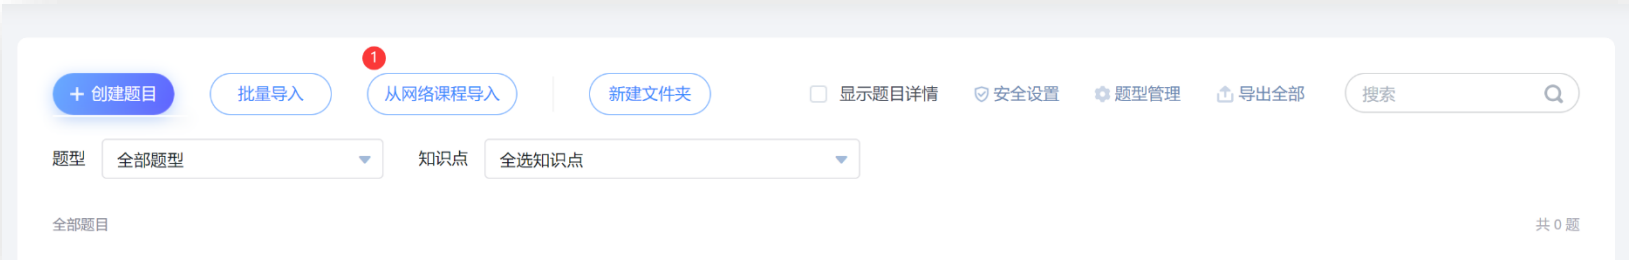 1
+ 创建题目 批量导入 从网络课程导入 新建文件夹 显示题目详情 安全设置 题型管理 导出全部 搜索
题型 全部题型 知识点 全选知识点
全部题目 共 0 题